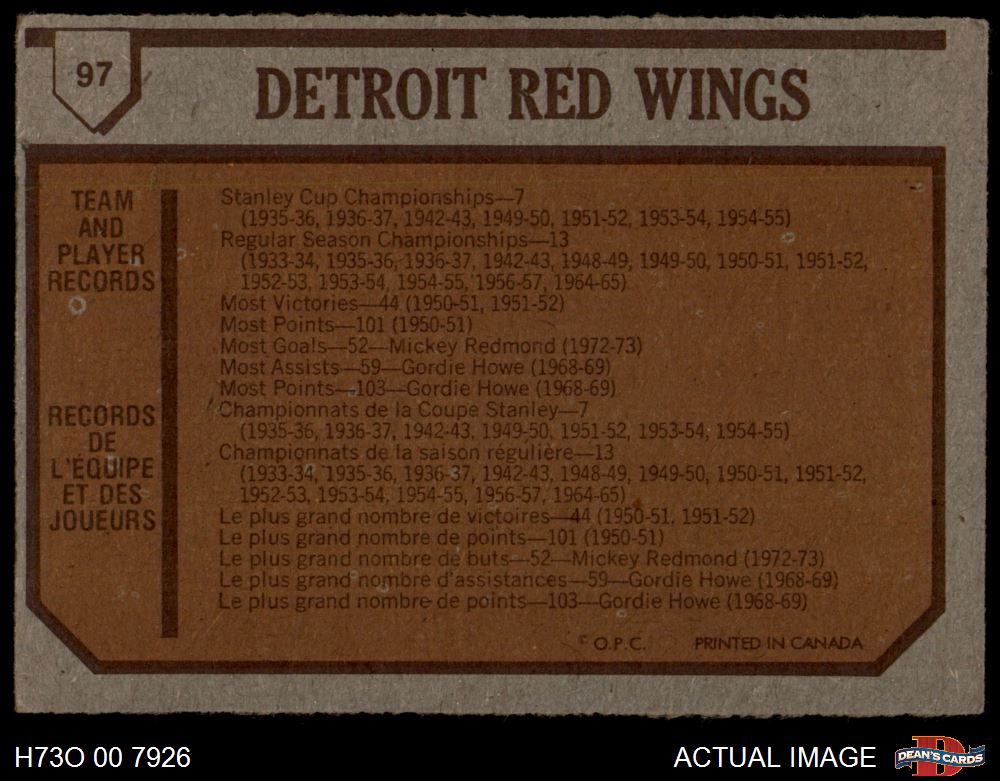 97
DETROIT RED WINGS
TEAM
AND
PLAYER
RECORDS
Stanley Cup Championships—7
(1935-36, 1936-37, 1942-43, 1949-50, 1951-52, 1953-54, 1954-55)
Regular Season Championships—13
(1933-34, 1935-36, 1936-37, 1942-43, 1948-49, 1949-50, 1950-51, 1951-52,
1952-53, 1953-54, 1954-55, 1956-57, 1964-65)
Most Victories—44 (1950-51, 1951-52)
Most Points—101 (1950-51)
Most Goals—52—Mickey Redmond (1972-73)
Most Assists—59—Gordie Howe (1968-69)
Most Points—103—Gordie Howe (1968-69)
RECORDS
DE
L'ÉQUIPE
ET DES
JOUEURS
Championnats de la Coupe Stanley—7
(1935-36, 1936-37, 1942-43, 1949-50, 1951-52, 1953-54, 1954-55)
Championnats de la saison régulière—13
(1933-34, 1935-36, 1936-37, 1942-43, 1948-49, 1949-50, 1950-51, 1951-52,
1952-53, 1953-54, 1954-55, 1956-57, 1964-65)
Le plus grand nombre de victoires—44 (1950-51, 1951-52)
Le plus grand nombre de points—101 (1950-51)
Le plus grand nombre de buts—52—Mickey Redmond (1972-73)
Le plus grand nombre d'assistances—59—Gordie Howe (1968-69)
Le plus grand nombre de points—103—Gordie Howe (1968-69)
© O.P.C. PRINTED IN CANADA
H73O 00 7926
ACTUAL IMAGE
D
DEAN'S CARDS